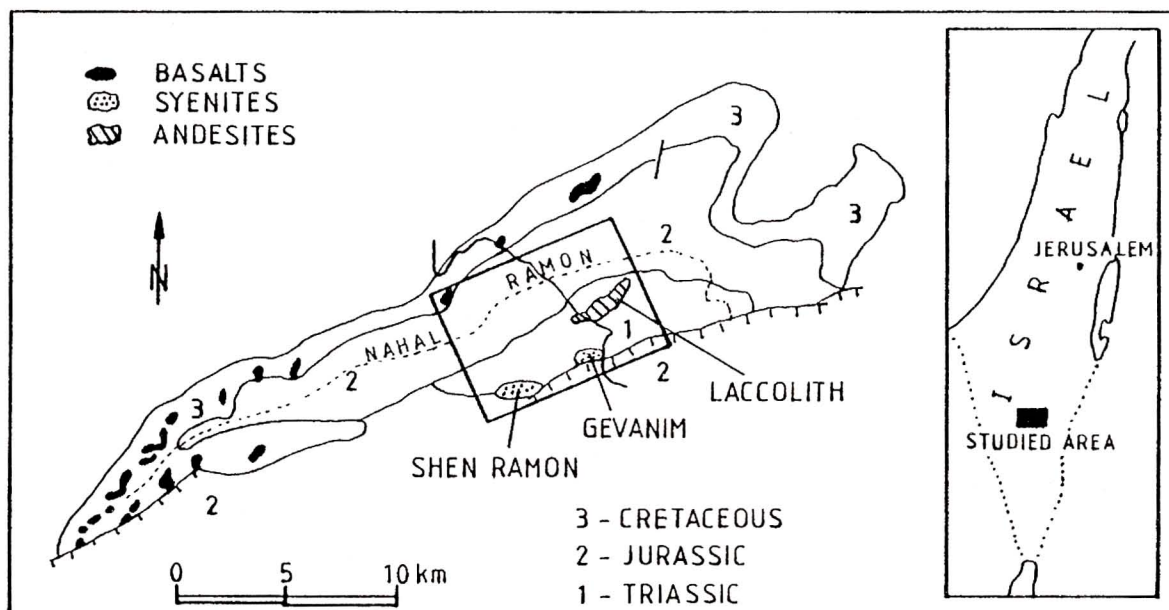 BASALTS
SYENITES
ANDESITES
N
3
3
2
RAMON
NAHAL
2
1
2
3
2
LACCOLITH
GEVANIM
SHEN RAMON
3 - CRETACEOUS
2 - JURASSIC
1 - TRIASSIC
0 5 10 km
ISRAEL
JERUSALEM
STUDIED AREA